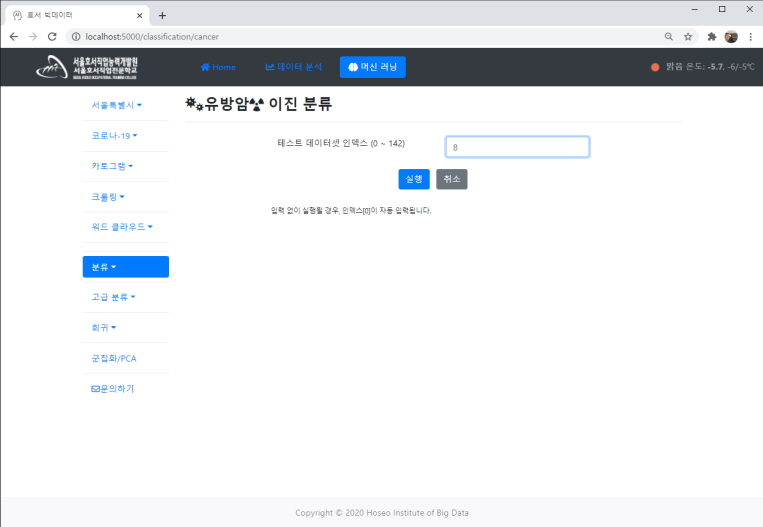 호서 빅데이터
localhost:5000/classification/cancer
서울호서직업능력개발원
서울호서직업전문학교
Home
데이터 분석
머신 러닝
맑음 온도: -5.7, -6/-5℃
서울특별시
코로나-19
카토그램
크롤링
워드 클라우드
분류
고급 분류
회귀
군집화/PCA
문의하기
유방암 이진 분류
테스트 데이터셋 인덱스 (0 ~ 142)
8
실행 취소
입력 없이 실행될 경우, 인덱스[0]이 자동 입력됩니다.
Copyright © 2020 Hoseo Institute of Big Data